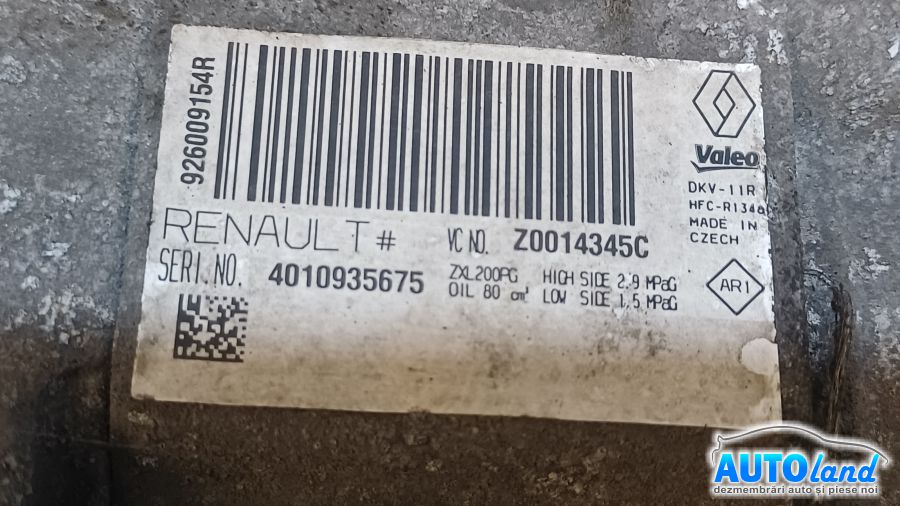 926009154R
RENAULT #
VC NO. Z0014345C
SERI.NO. 4010935675
ZXL200PG HIGH SIDE 2.9 MPaG
OIL 80 cm³ LOW SIDE 1.5 MPaG
Valeo
DKV-11R
HFC-R134a
MADE IN
CZECH
AR1
AUTOland
dezmembrări auto și piese noi